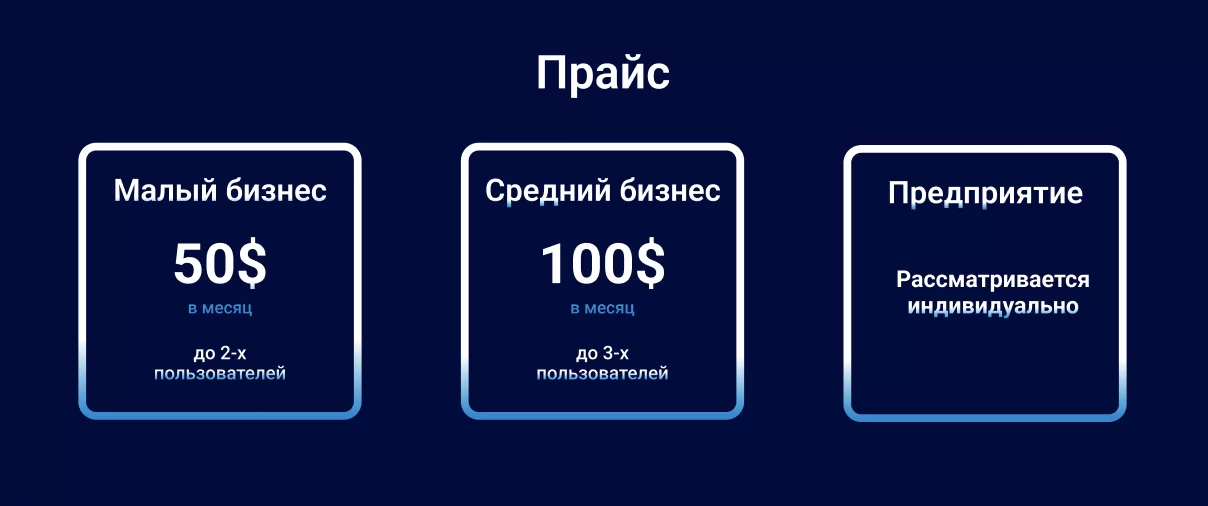 Прайс
Малый бизнес
50$
в месяц
до 2-х
пользователей
Средний бизнес
100$
в месяц
до 3-х
пользователей
Предприятие
Рассматривается
индивидуально